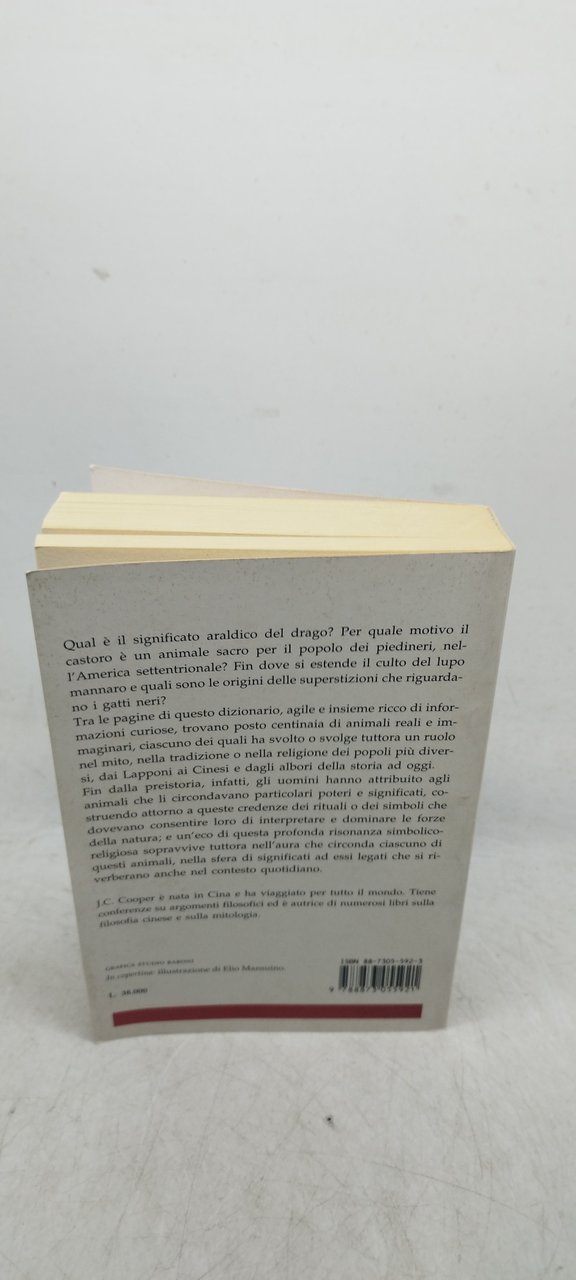 Qual è il significato araldico del drago? Per quale motivo il
castoro è un animale sacro per il popolo dei piedineri, nel-
l'America settentrionale? Fin dove si estende il culto del lupo
mannaro e quali sono le origini delle superstizioni che riguarda-
no i gatti neri?
Tra le pagine di questo dizionario, agile e insieme ricco di infor-
mazioni curiose, trovano posto centinaia di animali reali e im-
maginari, ciascuno dei quali ha svolto o svolge tuttora un ruolo
nel mito, nella tradizione o nella religione dei popoli più diver-
si, dai Lapponi ai Cinesi e dagli albori della storia ad oggi.
Fin dalla preistoria, infatti, gli uomini hanno attribuito agli
animali che li circondavano particolari poteri e significati, co-
struendo attorno a queste credenze dei rituali o dei simboli che
dovevano consentire loro di interpretare e dominare le forze
della natura; e un'eco di questa profonda risonanza simbolico-
religiosa sopravvive tuttora nell'aura che circonda ciascuno di
questi animali, nella sfera di significati ad essi legati che si ri-
verberano anche nel contesto quotidiano.
J.C. Cooper è nata in Cina e ha viaggiato per tutto il mondo. Tiene
conferenze su argomenti filosofici ed è autrice di numerosi libri sulla
filosofia cinese e sulla mitologia.
GRAFICA STUDIO BARONI
In copertina: illustrazione di Elio Mannuino
L. 38.000
ISBN 88-7305-592-3
9 788873 055921